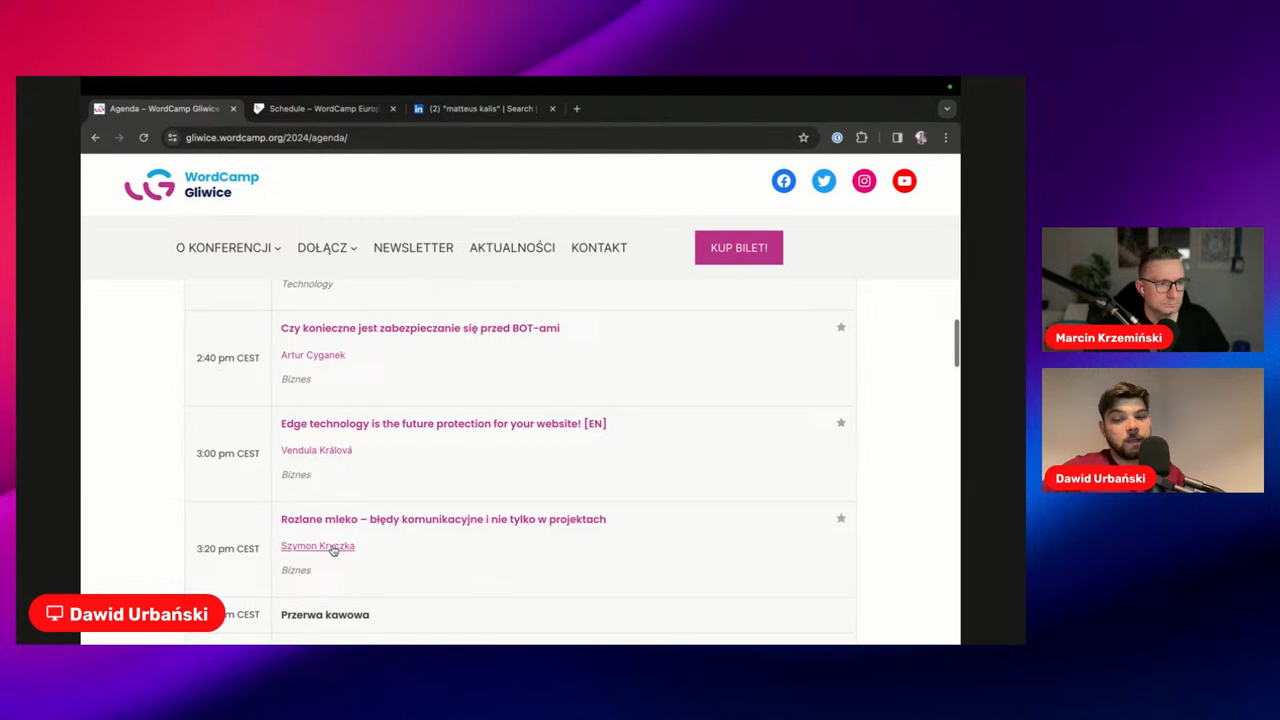 Agenda – WordCamp Gliwice
Schedule – WordCamp Europ
(2) "matteus kalis" | Search |
gliwice.wordcamp.org/2024/agenda/
WordCamp
Gliwice
O KONFERENCJI
DOŁĄCZ
NEWSLETTER
AKTUALNOŚCI
KONTAKT
KUP BILET!
Technology
2:40 pm CEST
Czy konieczne jest zabezpieczanie się przed BOT-ami
Artur Cyganek
Biznes
3:00 pm CEST
Edge technology is the future protection for your website! [EN]
Vendula Králová
Biznes
3:20 pm CEST
Rozlane mleko – błędy komunikacyjne i nie tylko w projektach
Szymon Kryczka
Biznes
m CEST
Przerwa kawowa
Dawid Urbański
Marcin Krzemiński
Dawid Urbański